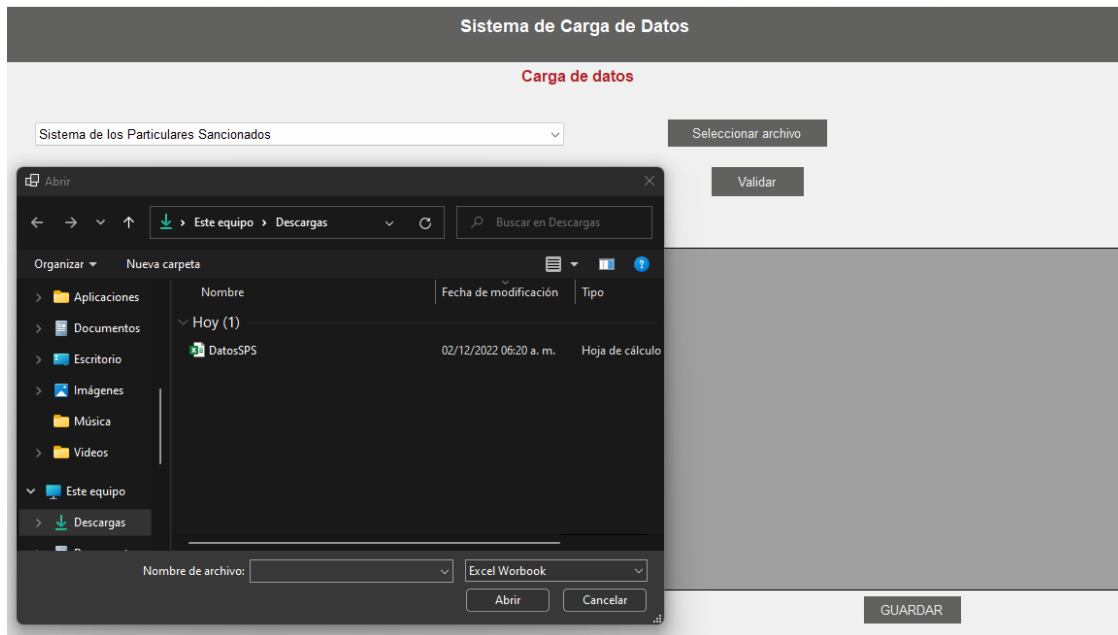 Sistema de Carga de Datos
Carga de datos
Sistema de los Particulares Sancionados
Seleccionar archivo
Abrir
Validar
Este equipo > Descargas
Buscar en Descargas
Organizar
Nueva carpeta
Nombre
Fecha de modificación
Tipo
Aplicaciones
Documentos
Escritorio
Imágenes
Música
Videos
Este equipo
Descargas
Hoy (1)
DatosSPS
02/12/2022 06:20 a. m.
Hoja de cálculo
Nombre de archivo:
Excel Worbook
Abrir
Cancelar
GUARDAR